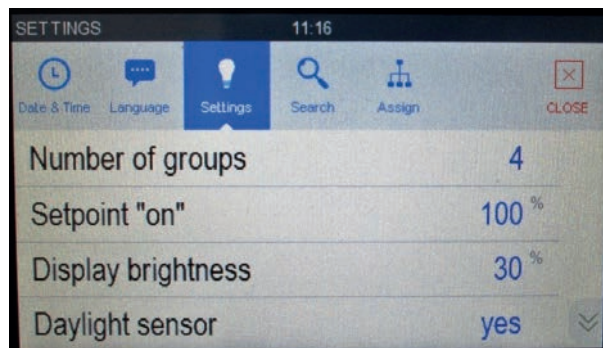 SETTINGS 11:16
Date & Time Language Settings Search Assign CLOSE
Number of groups 4
Setpoint "on" 100 %
Display brightness 30 %
Daylight sensor yes